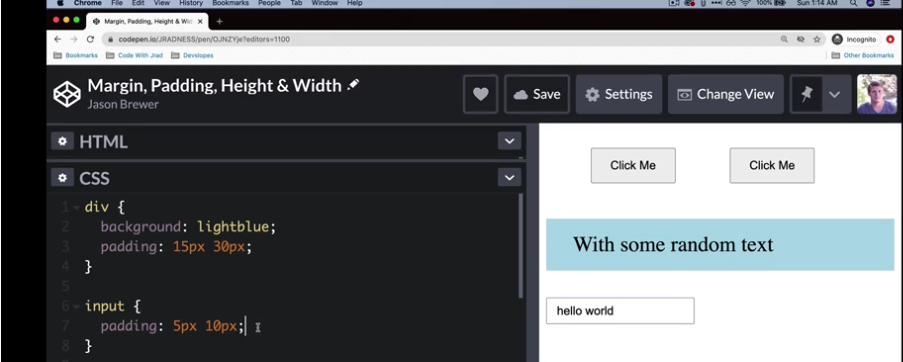 Chrome File Edit View History Bookmarks People Tab Window Help
100% Sun 1:14 AM
Margin, Padding, Height & Wid
codepen.io/JRADNESS/pen/OJNZYje?editors=1100
Incognito
Bookmarks Code With Jrad Developes
Other Bookmarks
Margin, Padding, Height & Width
Jason Brewer
Save
Settings
Change View
HTML
CSS
1 div {
2 background: lightblue;
3 padding: 15px 30px;
4 }
5
6 input {
7 padding: 5px 10px;
8 }
Click Me Click Me
With some random text
hello world